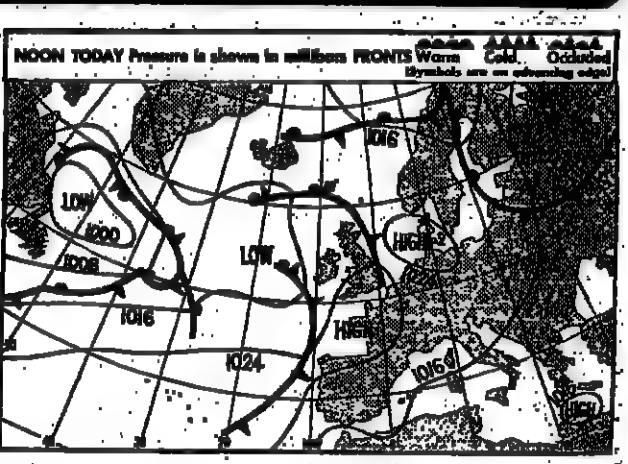 NOON TODAY Pressure is shown in millibars FRONTS Warm Cold Occluded
(Symbols are on advancing edge)
1016
LOW
1000
HIGH
LOW
1008
1016
HIGH
1024
1016
HIGH